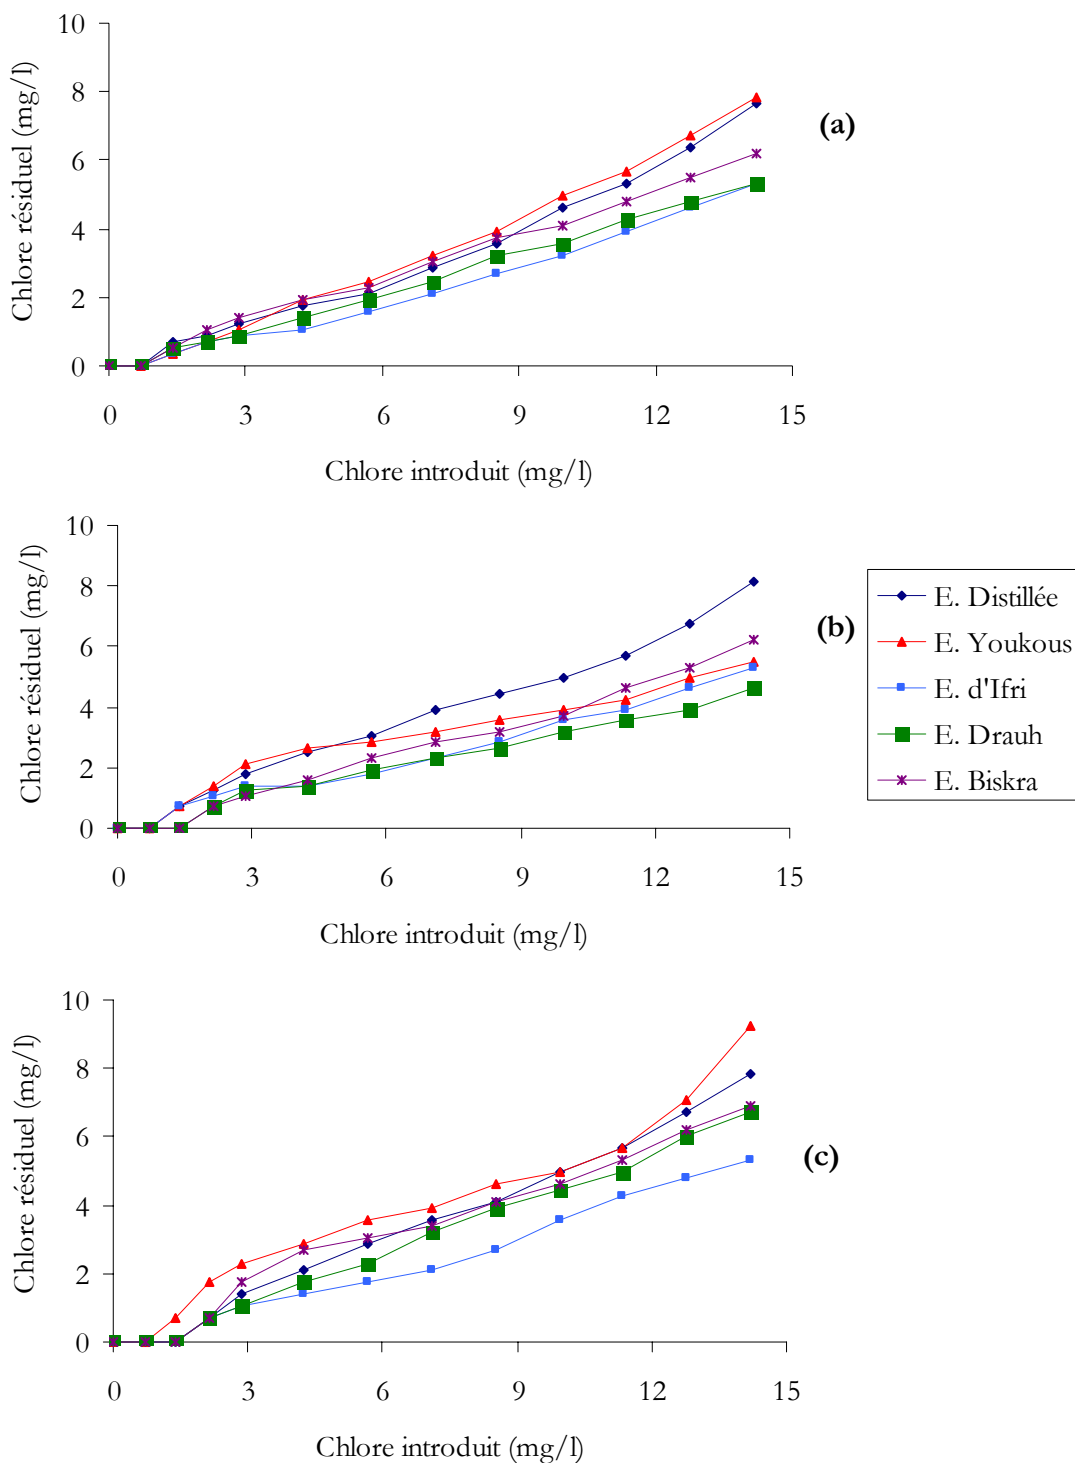 10
8
6
4
2
0
Chlore résiduel (mg/l)
0 3 6 9 12 15
Chlore introduit (mg/l)
(a)
10
8
6
4
2
0
Chlore résiduel (mg/l)
0 3 6 9 12 15
Chlore introduit (mg/l)
(b)
E. Distillée
E. Youkous
E. d'Ifri
E. Drauh
E. Biskra
10
8
6
4
2
0
Chlore résiduel (mg/l)
0 3 6 9 12 15
Chlore introduit (mg/l)
(c)